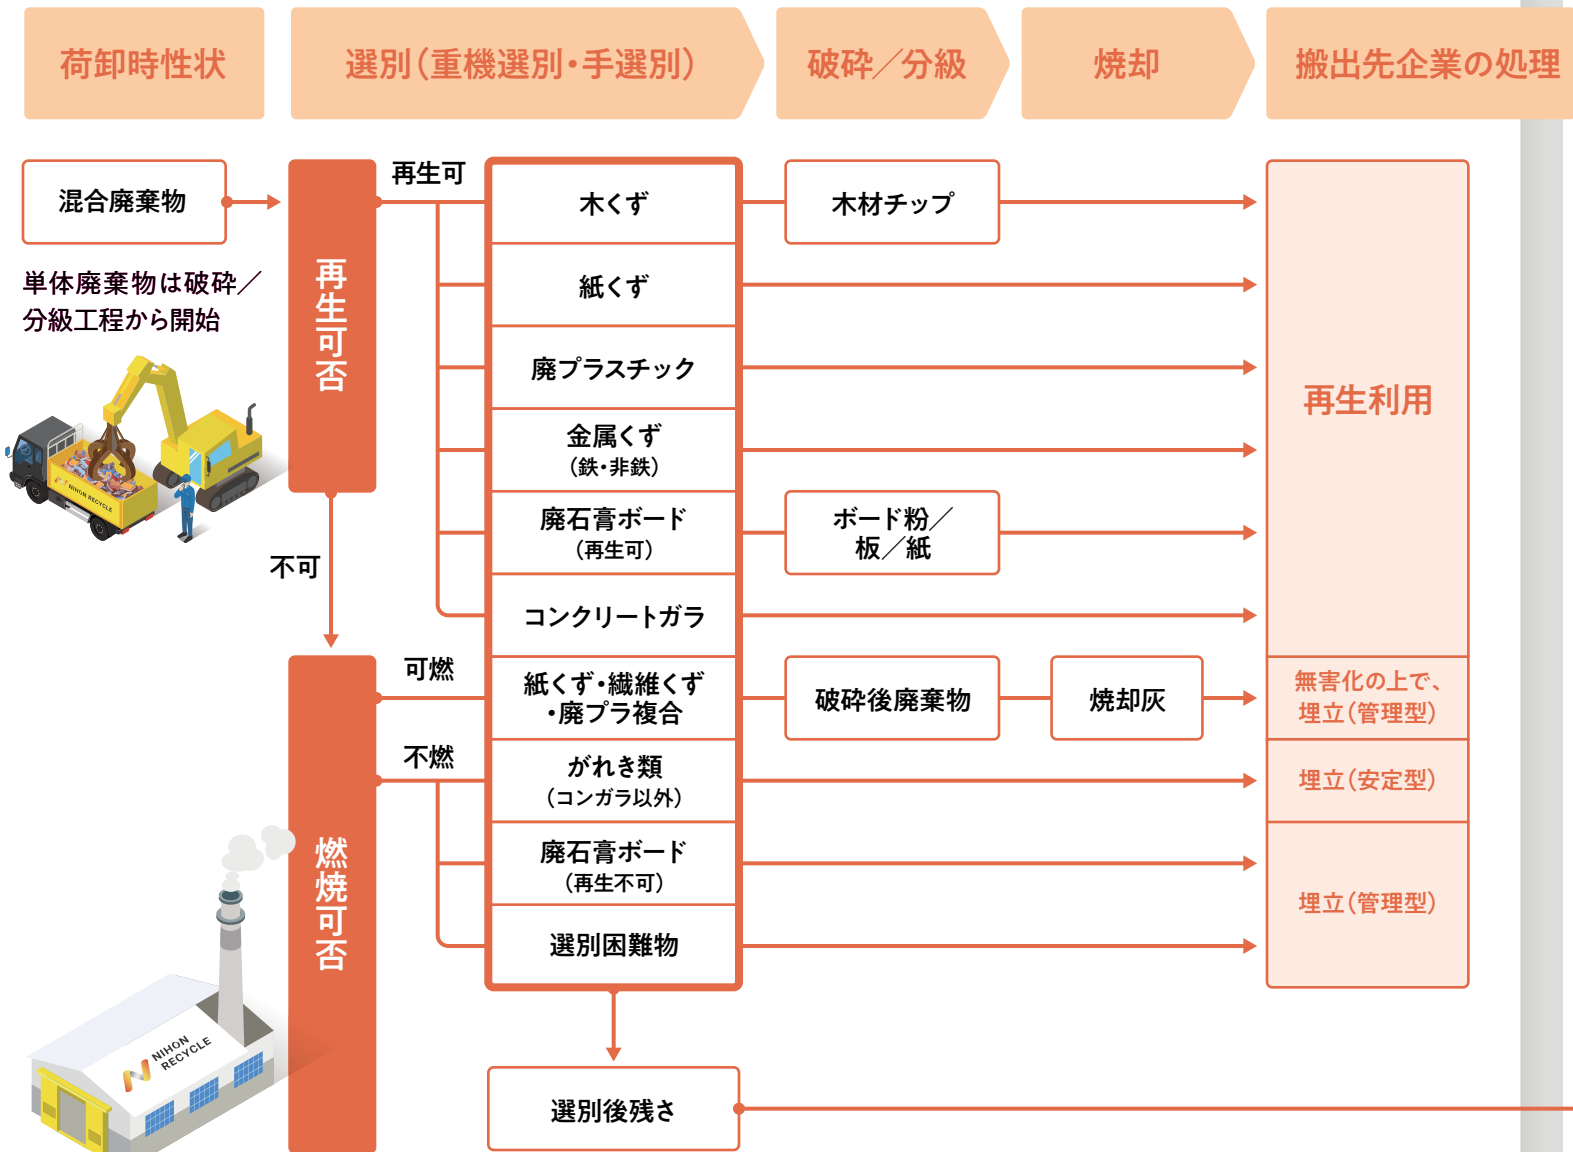 荷卸時性状
選別（重機選別・手選別）
破砕／分級
焼却
搬出先企業の処理
混合廃棄物
単体廃棄物は破砕／
分級工程から開始
NIHON RECYCLE
再生可否
再生可
不可
木くず
木材チップ
紙くず
廃プラスチック
金属くず
（鉄・非鉄）
廃石膏ボード
（再生可）
ボード粉／
板／紙
コンクリートガラ
再生利用
燃焼可否
可燃
紙くず・繊維くず
・廃プラ複合
破砕後廃棄物
焼却灰
無害化の上で、
埋立（管理型）
不燃
がれき類
（コンガラ以外）
埋立（安定型）
廃石膏ボード
（再生不可）
選別困難物
埋立（管理型）
NIHON
RECYCLE
選別後残さ